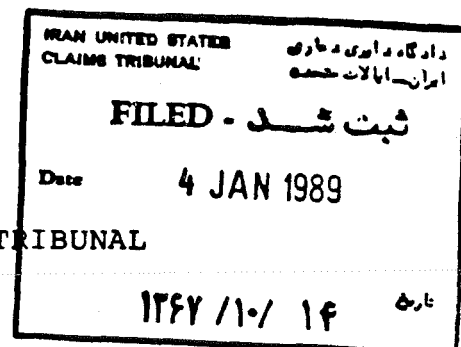 IRAN UNITED STATES
CLAIMS TRIBUNAL
دادگاه داوری دعاوی
ایران - ایالات متحده
FILED - ثبت شد
Date 4 JAN 1989
TRIBUNAL
۱۳۶۷ /۱۰/ ۱۴ تاریخ